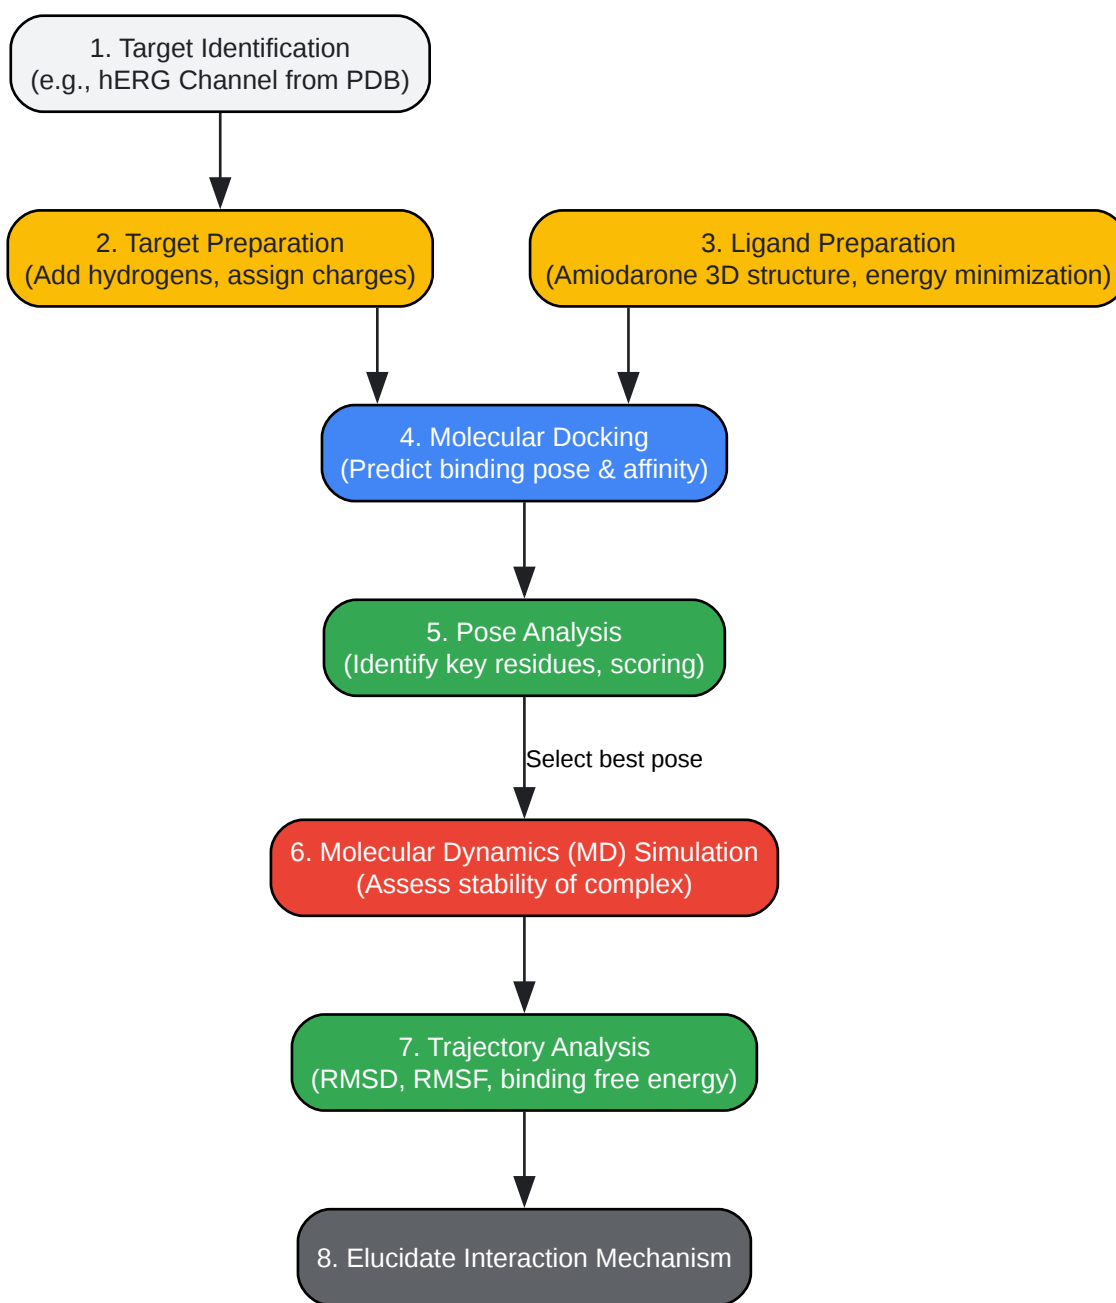 1. Target Identification
(e.g., hERG Channel from PDB)
2. Target Preparation
(Add hydrogens, assign charges)
3. Ligand Preparation
(Amiodarone 3D structure, energy minimization)
4. Molecular Docking
(Predict binding pose & affinity)
5. Pose Analysis
(Identify key residues, scoring)
Select best pose
6. Molecular Dynamics (MD) Simulation
(Assess stability of complex)
7. Trajectory Analysis
(RMSD, RMSF, binding free energy)
8. Elucidate Interaction Mechanism